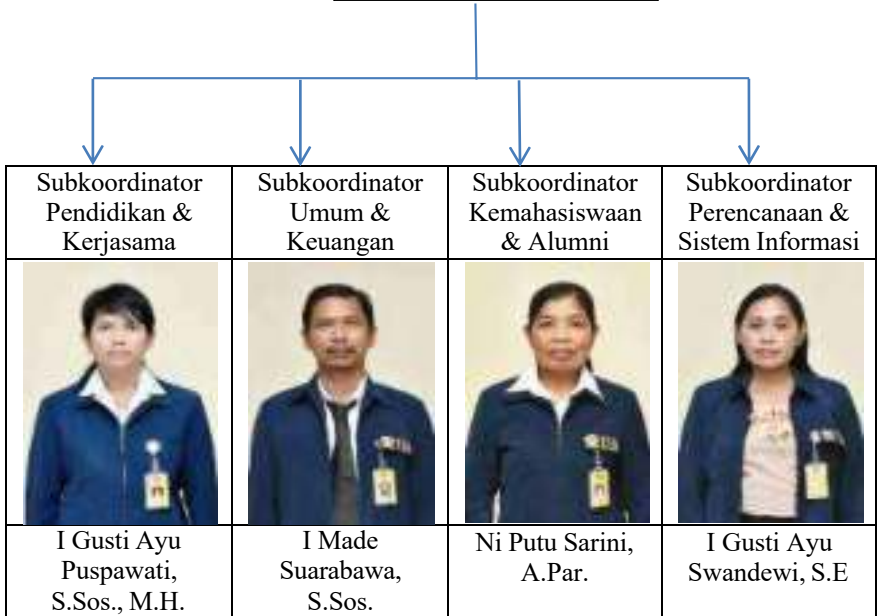 Subkoordinator
Pendidikan &
Kerjasama
Subkoordinator
Umum &
Keuangan
Subkoordinator
Kemahasiswaan
& Alumni
Subkoordinator
Perencanaan &
Sistem Informasi
I Gusti Ayu
Puspawati,
S.Sos., M.H.
I Made
Suarabawa,
S.Sos.
Ni Putu Sarini,
A.Par.
I Gusti Ayu
Swandewi, S.E